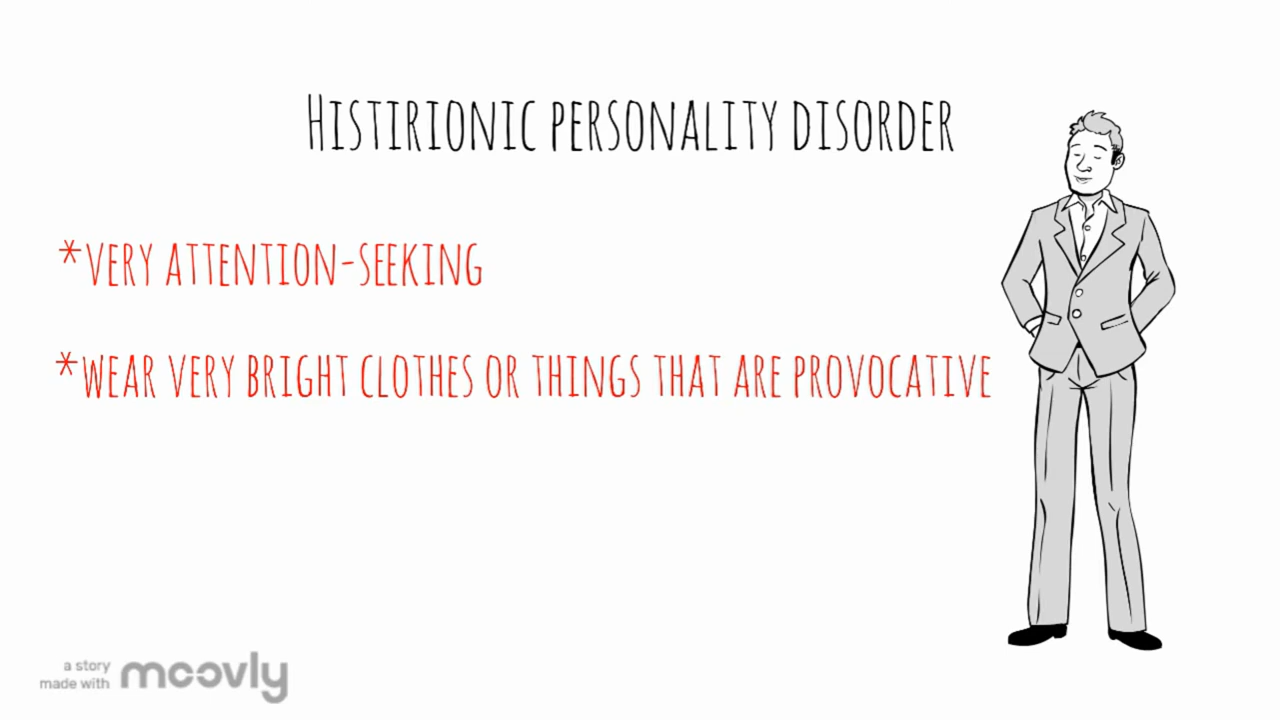 Histirionic personality disorder
*very attention-seeking
*wear very bright clothes or things that are provocative
a story
made with moovly